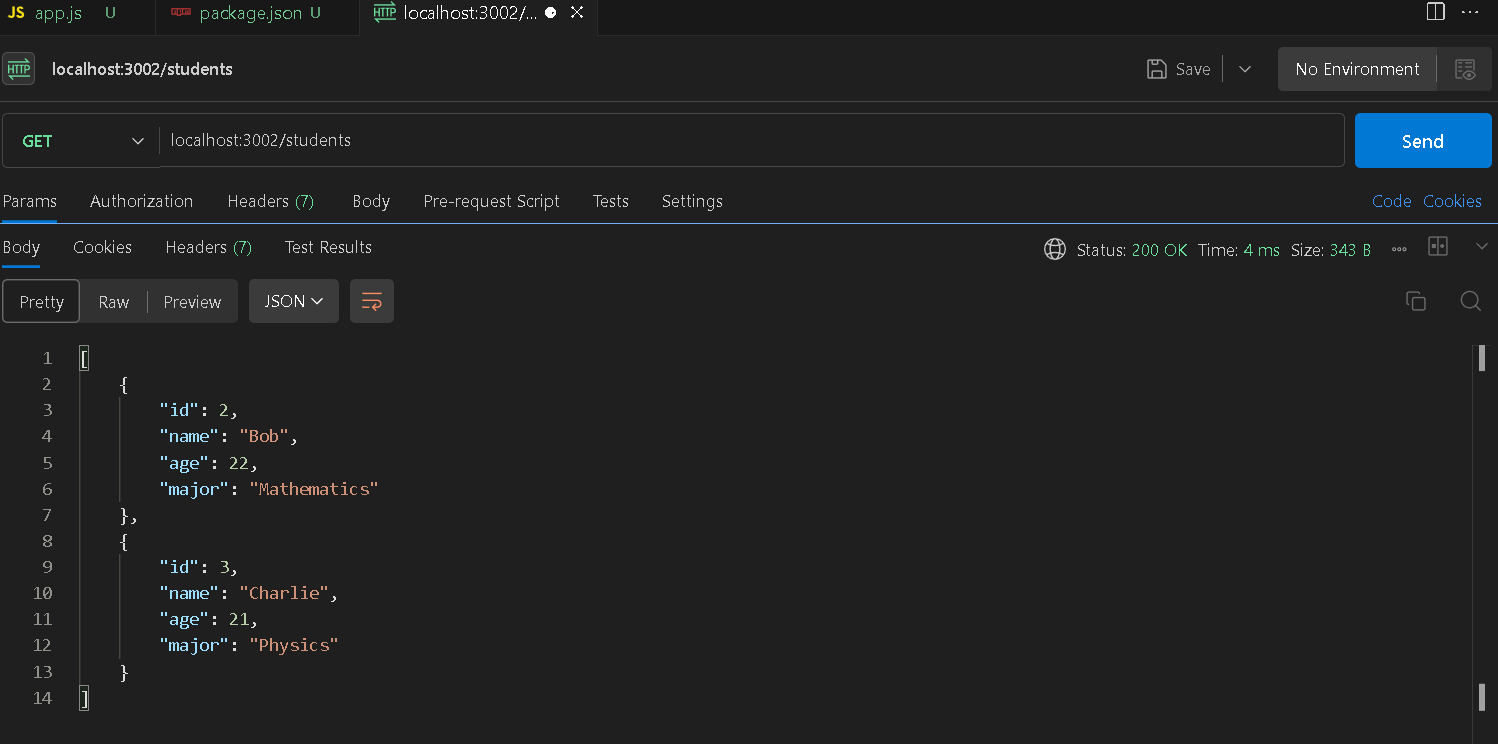 JS app.js U package.json U HTTP localhost:3002/...
HTTP localhost:3002/students Save No Environment
GET localhost:3002/students Send
Params Authorization Headers (7) Body Pre-request Script Tests Settings Code Cookies
Body Cookies Headers (7) Test Results Status: 200 OK Time: 4 ms Size: 343 B
Pretty Raw Preview JSON
1 [
2 {
3 "id": 2,
4 "name": "Bob",
5 "age": 22,
6 "major": "Mathematics"
7 },
8 {
9 "id": 3,
10 "name": "Charlie",
11 "age": 21,
12 "major": "Physics"
13 }
14 ]